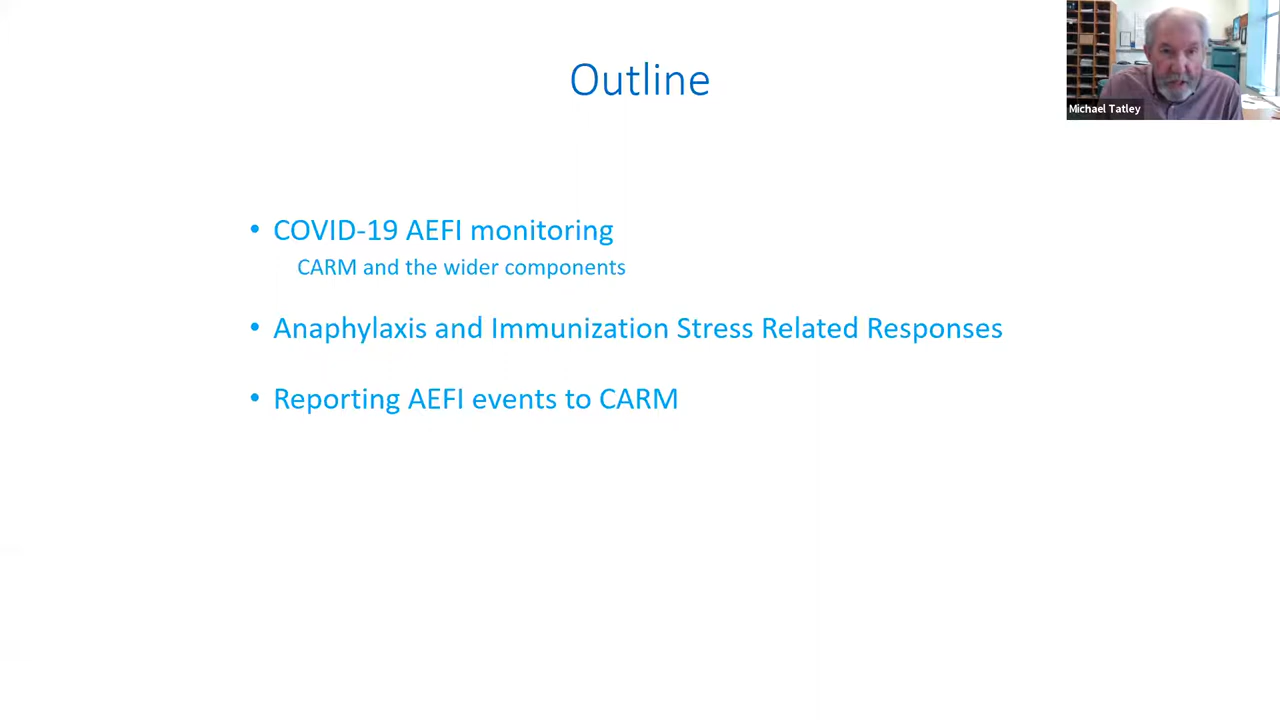 Outline
Michael Tatley
• COVID-19 AEFI monitoring
CARM and the wider components
• Anaphylaxis and Immunization Stress Related Responses
• Reporting AEFI events to CARM